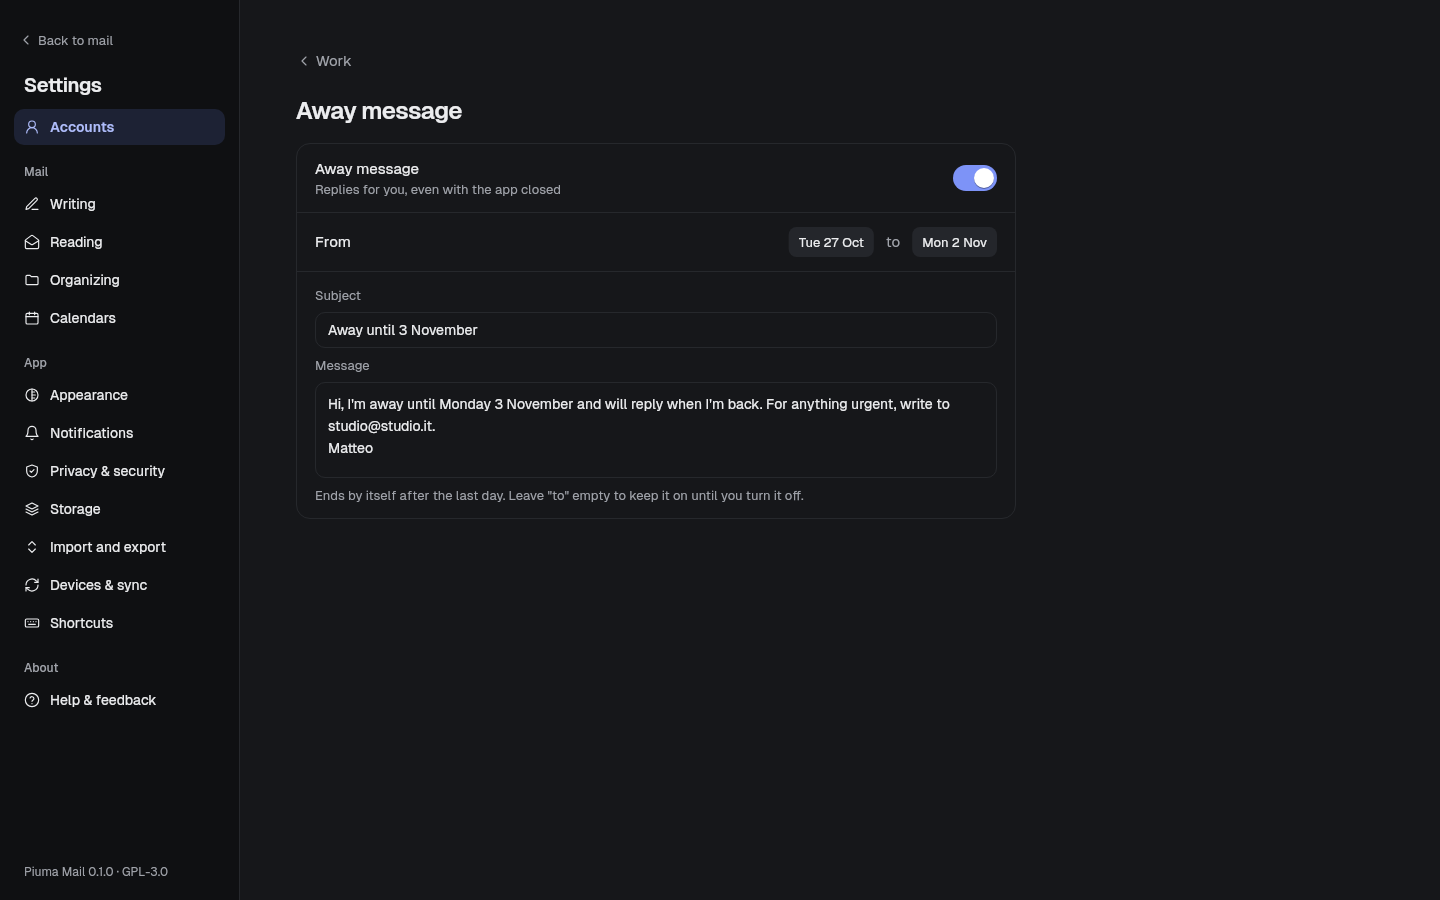 Back to mail
Settings
Accounts
Mail
Writing
Reading
Organizing
Calendars
App
Appearance
Notifications
Privacy & security
Storage
Import and export
Devices & sync
Shortcuts
About
Help & feedback
Piuma Mail 0.1.0 · GPL-3.0
Work
Away message
Away message
Replies for you, even with the app closed
From Tue 27 Oct to Mon 2 Nov
Subject
Away until 3 November
Message
Hi, I'm away until Monday 3 November and will reply when I'm back. For anything urgent, write to
studio@studio.it.
Matteo
Ends by itself after the last day. Leave "to" empty to keep it on until you turn it off.